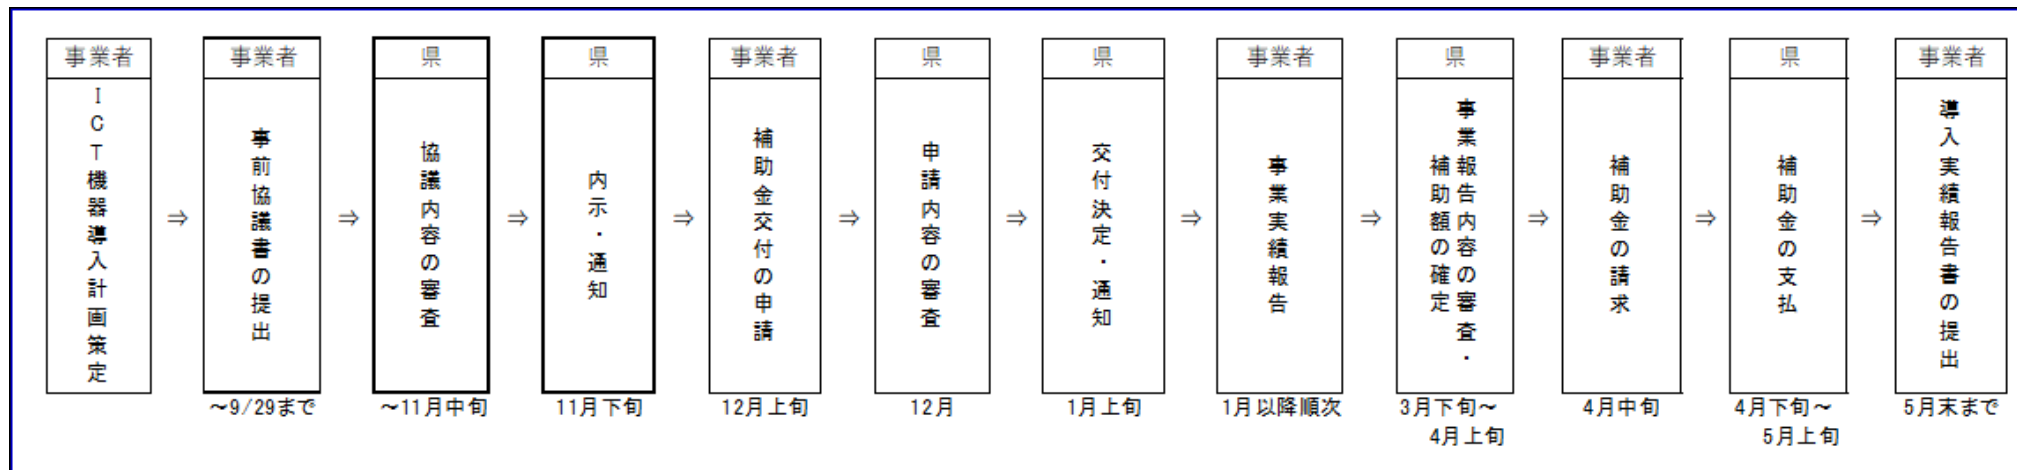 事業者
ICT機器導入計画策定
⇒
事業者
事前協議書の提出
～9/29まで
⇒
県
協議内容の審査
～11月中旬
⇒
県
内示・通知
11月下旬
⇒
事業者
補助金交付の申請
12月上旬
⇒
県
申請内容の審査
12月
⇒
県
交付決定・通知
1月上旬
⇒
事業者
事業実績報告
1月以降順次
⇒
県
事業報告内容の審査・
補助額の確定
3月下旬～
4月上旬
⇒
事業者
補助金の請求
4月中旬
⇒
県
補助金の支払
4月下旬～
5月上旬
⇒
事業者
導入実績報告書の提出
5月末まで